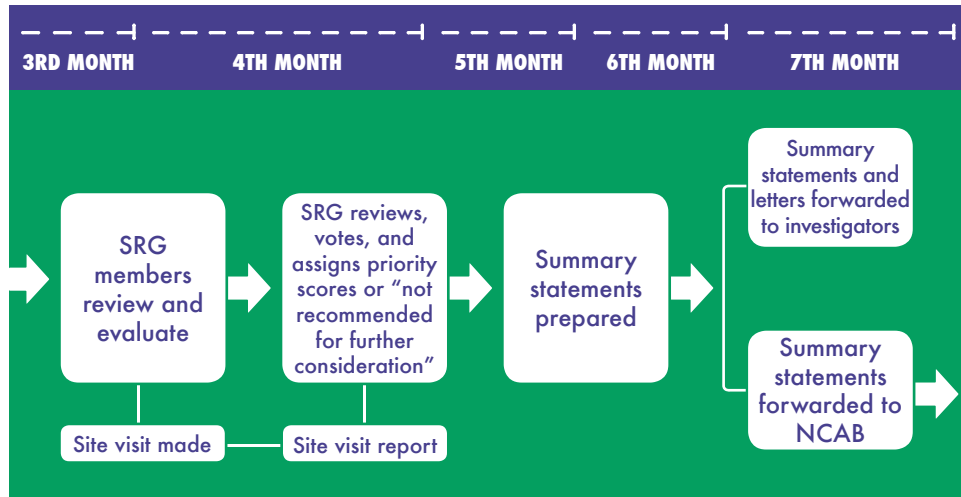 3RD MONTH
4TH MONTH
5TH MONTH
6TH MONTH
7TH MONTH
SRG
members
review and
evaluate
Site visit made
SRG reviews,
votes, and
assigns priority
scores or “not
recommended
for further
consideration”
Site visit report
Summary
statements
prepared
Summary
statements and
letters forwarded
to investigators
Summary
statements
forwarded to
NCAB